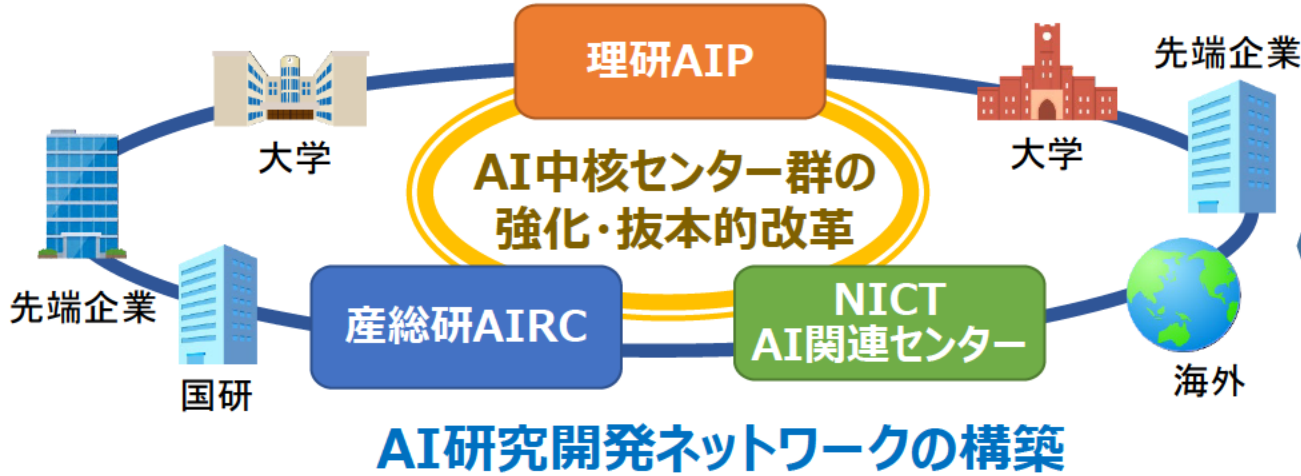 理研AIP
先端企業
大学
大学
AI中核センター群の
強化・抜本的改革
先端企業
産総研AIRC
NICT
AI関連センター
国研
海外
AI研究開発ネットワークの構築